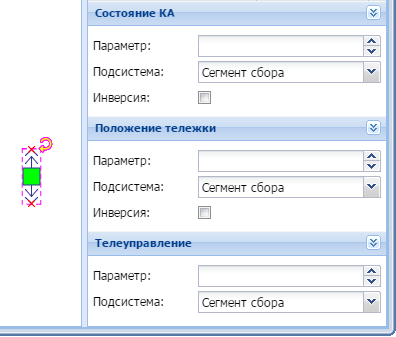 Состояние КА
Параметр:
Подсистема: Сегмент сбора
Инверсия:
Положение тележки
Параметр:
Подсистема: Сегмент сбора
Инверсия:
Телеуправление
Параметр:
Подсистема: Сегмент сбора